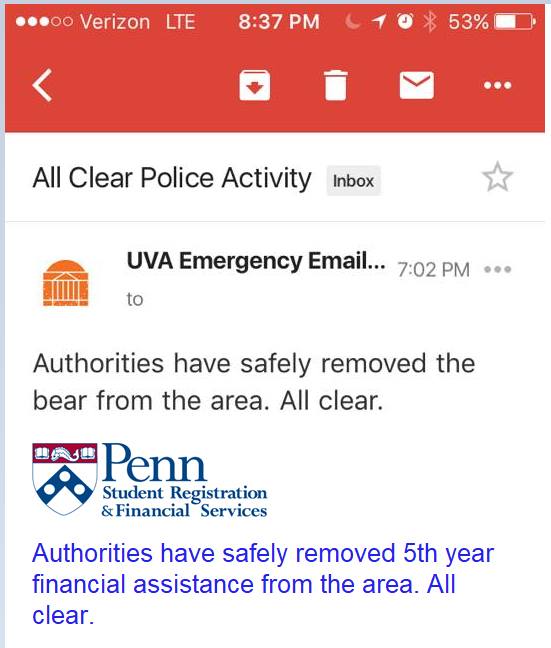 Verizon LTE 8:37 PM 53%
All Clear Police Activity Inbox
UVA Emergency Email... 7:02 PM
to
Authorities have safely removed the
bear from the area. All clear.
Penn
Student Registration
& Financial Services
Authorities have safely removed 5th year
financial assistance from the area. All
clear.